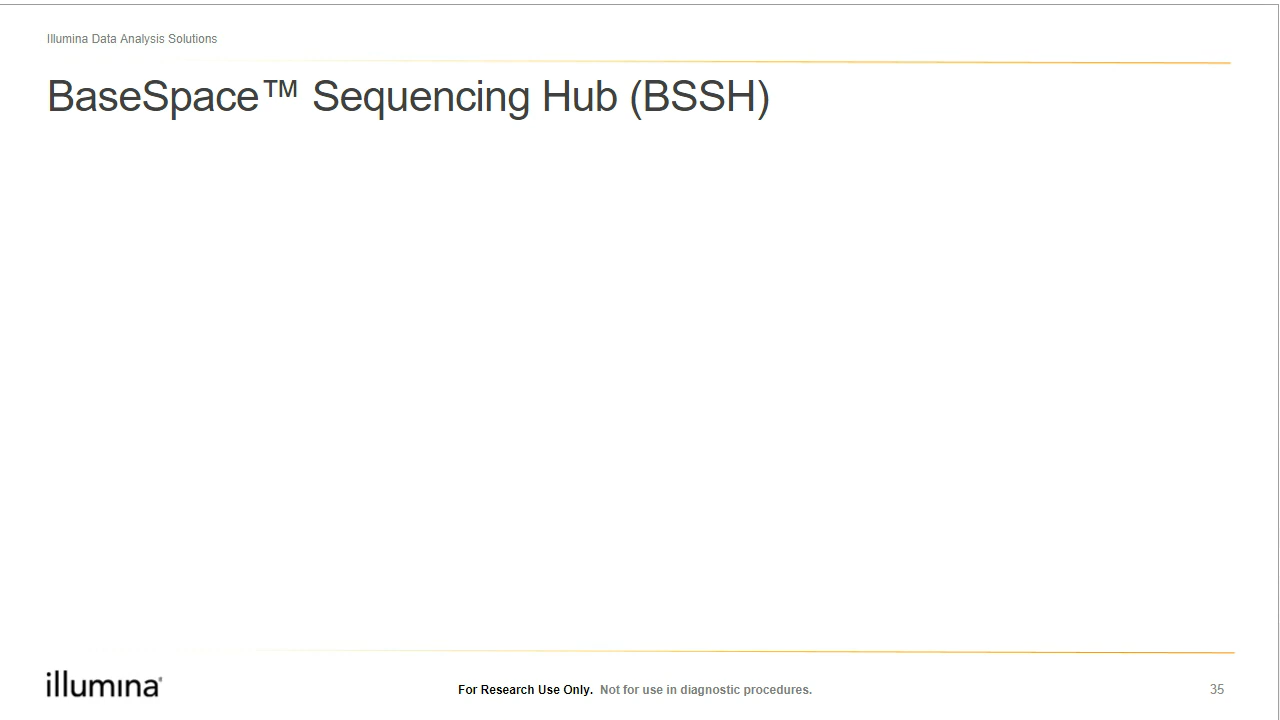 Illumina Data Analysis Solutions
BaseSpace™ Sequencing Hub (BSSH)
illumina®
For Research Use Only. Not for use in diagnostic procedures.
35